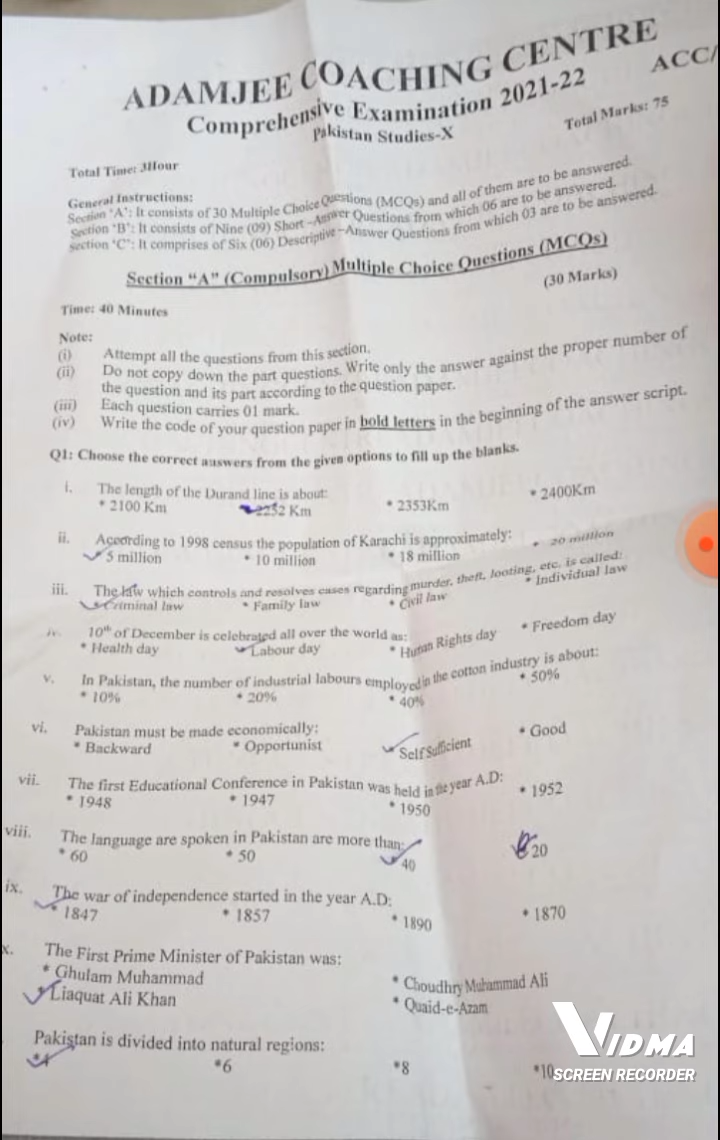 ADAMJEE COACHING CENTRE
ACC/
Comprehensive Examination 2021-22
Pakistan Studies-X
Total Time: 3Hour
Total Marks: 75
General Instructions:
Section 'A': It consists of 30 Multiple Choice Questions (MCQs) and all of them are to be answered.
Section 'B': It consists of Nine (09) Short –Answer Questions from which 06 are to be answered.
section 'C': It comprises of Six (06) Descriptive –Answer Questions from which 03 are to be answered.
Section "A" (Compulsory) Multiple Choice Questions (MCQs)
(30 Marks)
Time: 40 Minutes
Note:
(i) Attempt all the questions from this section.
(ii) Do not copy down the part questions. Write only the answer against the proper number of
the question and its part according to the question paper.
(iii) Each question carries 01 mark.
(iv) Write the code of your question paper in bold letters in the beginning of the answer script.
Q1: Choose the correct answers from the given options to fill up the blanks.
i. The length of the Durand line is about:
* 2100 Km 2252 Km * 2353Km * 2400Km
ii. According to 1998 census the population of Karachi is approximately:
* 5 million * 10 million * 18 million * 20 million
iii. The law which controls and resolves cases regarding murder, theft, looting, etc. is called:
Criminal law * Family law * Civil law * Individual law
iv. 10th of December is celebrated all over the world as:
* Health day Labour day * Human Rights day * Freedom day
v. In Pakistan, the number of industrial labours employed in the cotton industry is about:
* 10% * 20% * 40% * 50%
vi. Pakistan must be made economically:
* Backward * Opportunist Self Sufficient * Good
vii. The first Educational Conference in Pakistan was held in the year A.D:
* 1948 * 1947 * 1950 * 1952
viii. The language are spoken in Pakistan are more than:
* 60 * 50 * 40 20
ix. The war of independence started in the year A.D:
* 1847 * 1857 * 1890 * 1870
x. The First Prime Minister of Pakistan was:
* Ghulam Muhammad * Choudhry Muhammad Ali
* Liaquat Ali Khan * Quaid-e-Azam
Pakistan is divided into natural regions:
*4 *6 *8 *10
VIDMA
SCREEN RECORDER